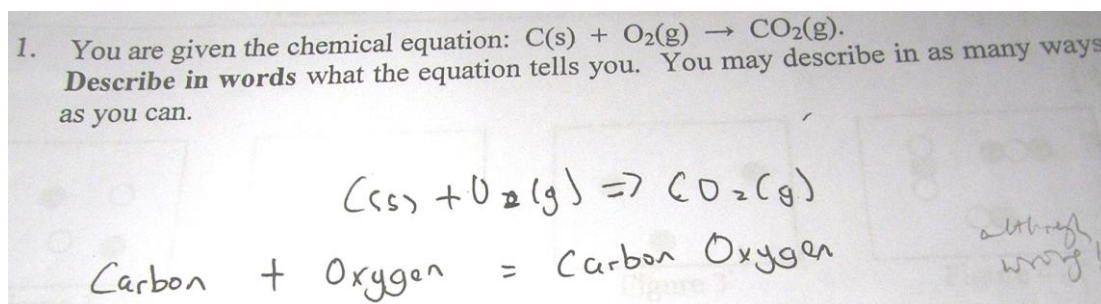 1. You are given the chemical equation: C(s) + O₂(g) → CO₂(g).
Describe in words what the equation tells you. You may describe in as many ways
as you can.
C(s) + O₂(g) => CO₂(g)
Carbon + Oxygen = Carbon Oxygen
although
wrong!